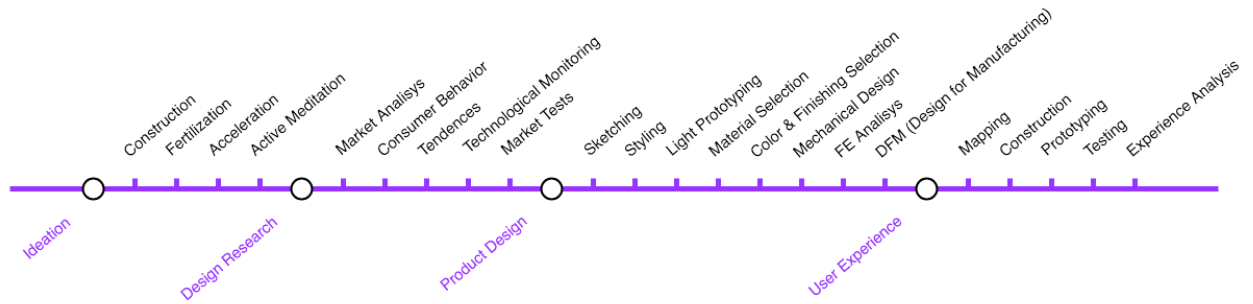 Ideation
Construction
Fertilization
Acceleration
Active Meditation
Design Research
Market Analisys
Consumer Behavior
Tendences
Technological Monitoring
Market Tests
Product Design
Sketching
Styling
Light Prototyping
Material Selection
Color & Finishing Selection
Mechanical Design
FE Analisys
DFM (Design for Manufacturing)
User Experience
Mapping
Construction
Prototyping
Testing
Experience Analysis